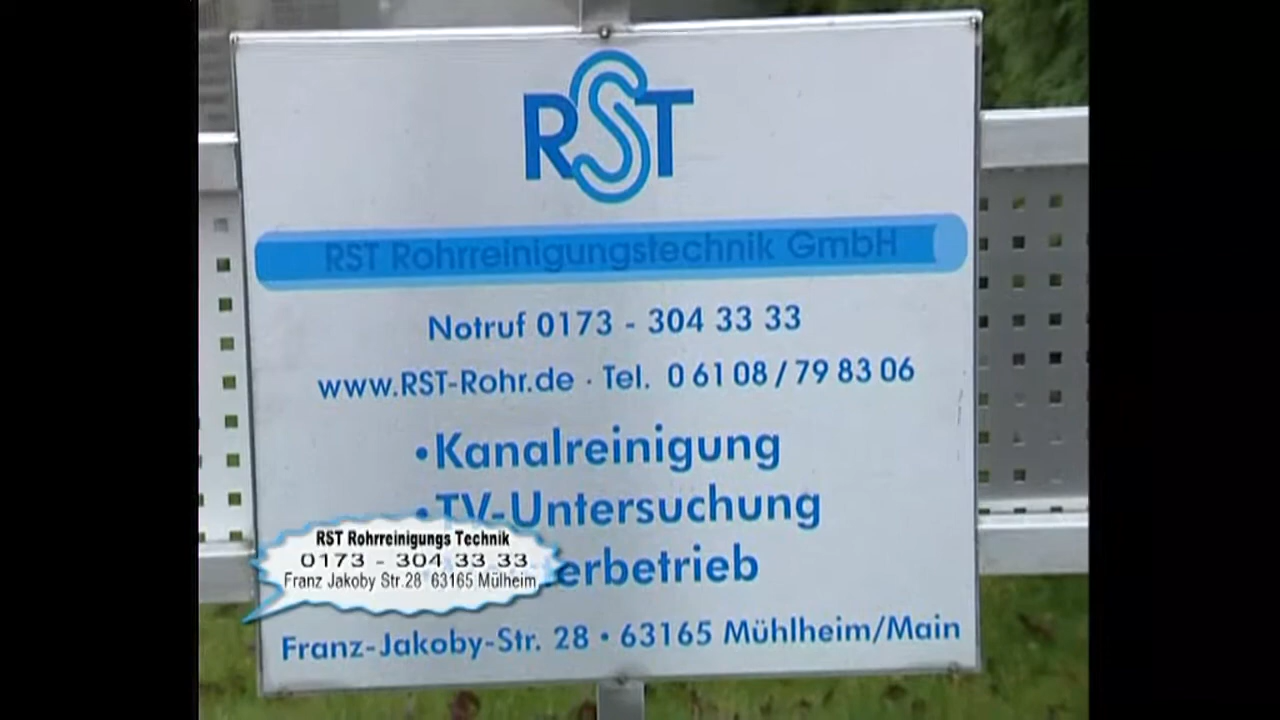 RST
RST Rohrreinigungstechnik GmbH
Notruf 0173 - 304 33 33
www.RST-Rohr.de · Tel. 0 61 08 / 79 83 06
•Kanalreinigung
•TV-Untersuchung
erbetrieb
RST Rohrreinigungs Technik
0173 - 304 33 33
Franz Jakoby Str.28 63165 Mülheim
Franz-Jakoby-Str. 28 • 63165 Mühlheim/Main